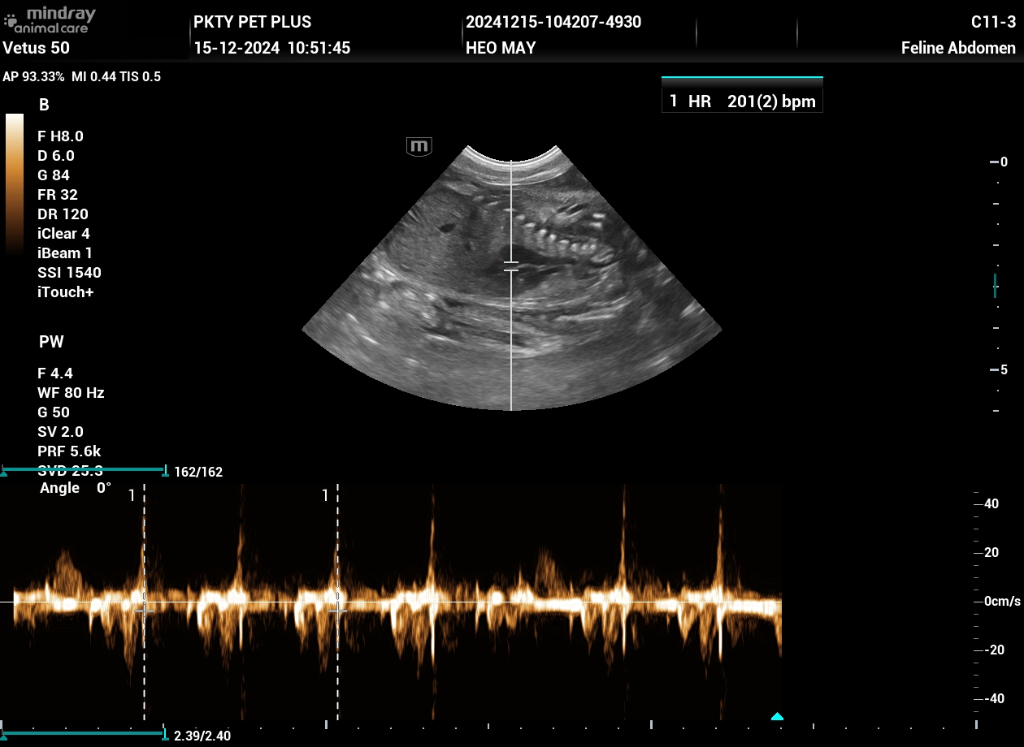 mindray
animal care
PKTY PET PLUS
20241215-104207-4930
C11-3
Vetus 50
15-12-2024 10:51:45
HEO MAY
Feline Abdomen
AP 93.33% MI 0.44 TIS 0.5
1 HR 201(2) bpm
B
F H8.0
D 6.0
G 84
FR 32
DR 120
iClear 4
iBeam 1
SSI 1540
iTouch+
m
0
5
PW
F 4.4
WF 80 Hz
G 50
SV 2.0
PRF 5.6k
SVD 25.3
162/162
Angle 0°
1
1
40
20
0cm/s
-20
-40
2.39/2.40